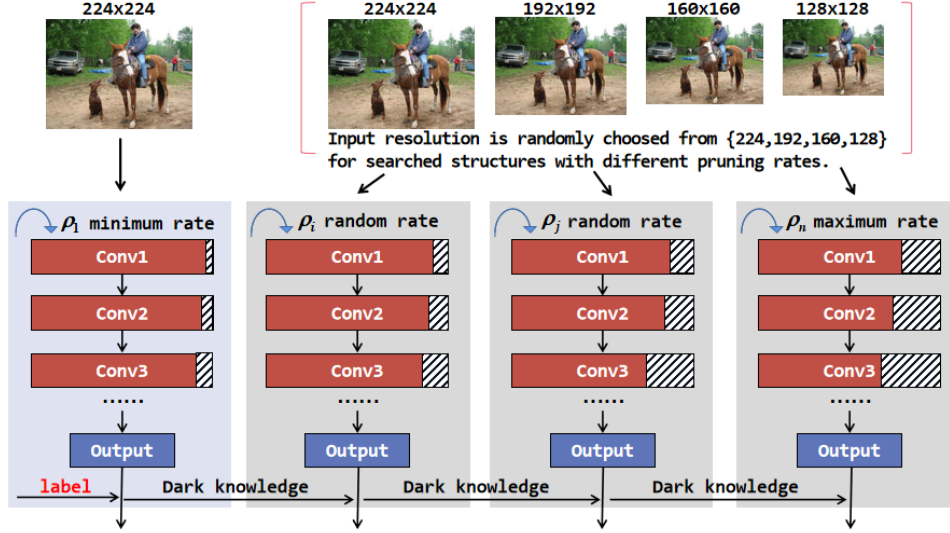 224x224
224x224 192x192 160x160 128x128
Input resolution is randomly choosed from {224,192,160,128}
for searched structures with different pruning rates.
ρ1 minimum rate
Conv1
Conv2
Conv3
......
Output
ρi random rate
Conv1
Conv2
Conv3
......
Output
ρj random rate
Conv1
Conv2
Conv3
......
Output
ρn maximum rate
Conv1
Conv2
Conv3
......
Output
label
Dark knowledge
Dark knowledge
Dark knowledge